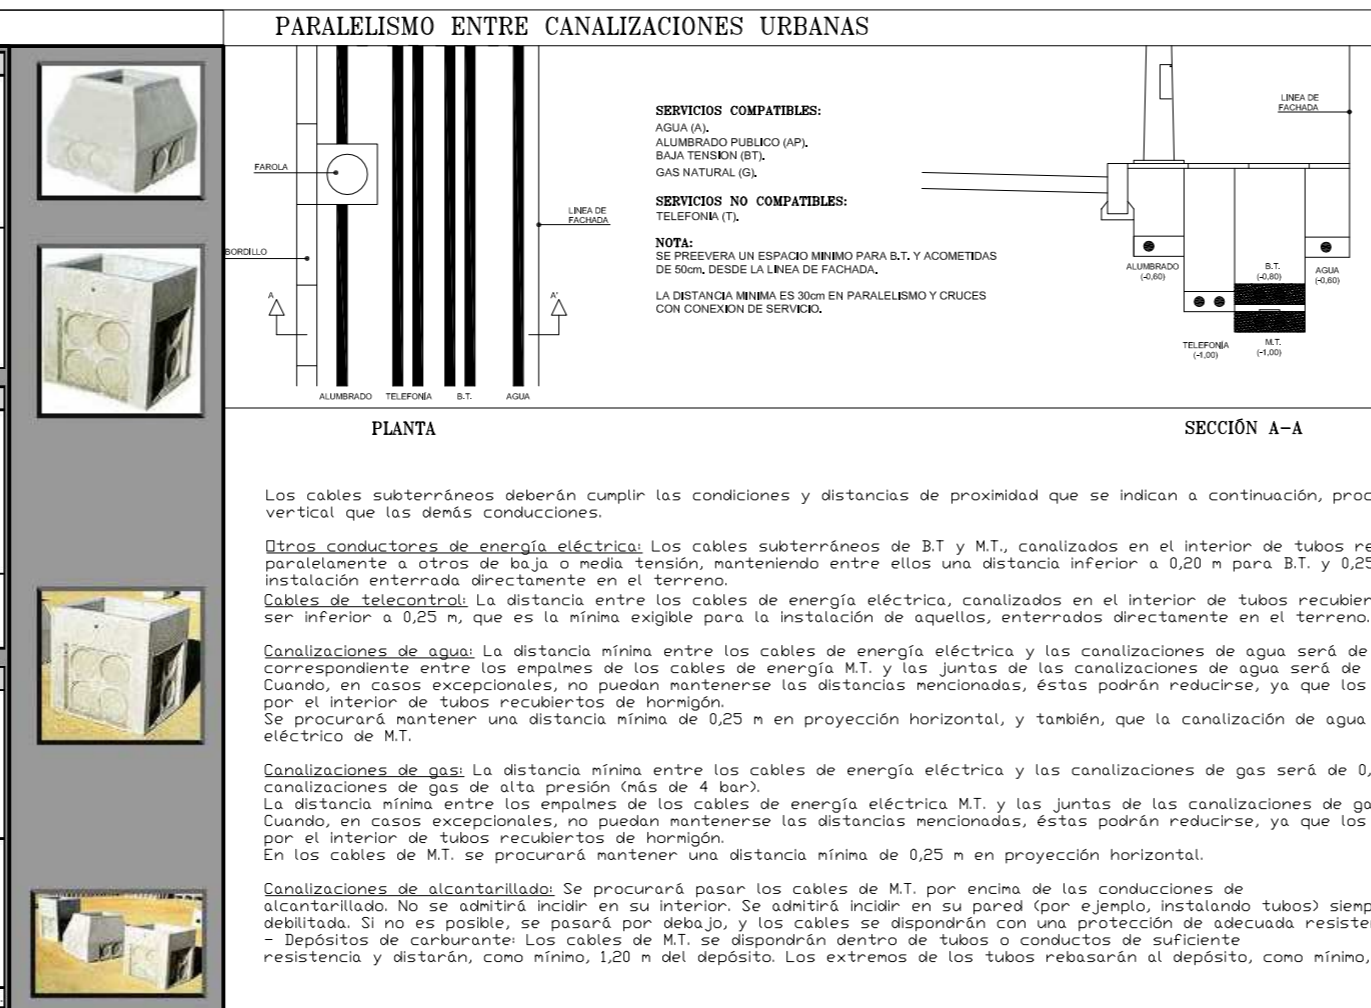 PARALELISMO ENTRE CANALIZACIONES URBANAS
FAROLA
BORDILLO
LINEA DE
FACHADA
A
A'
ALUMBRADO
TELEFONÍA
B.T.
AGUA
PLANTA
SERVICIOS COMPATIBLES:
AGUA (A).
ALUMBRADO PUBLICO (AP).
BAJA TENSION (BT).
GAS NATURAL (G).
SERVICIOS NO COMPATIBLES:
TELEFONIA (T).
NOTA:
SE PREEVERA UN ESPACIO MINIMO PARA B.T. Y ACOMETIDAS
DE 50cm. DESDE LA LINEA DE FACHADA.
LA DISTANCIA MINIMA ES 30cm EN PARALELISMO Y CRUCES
CON CONEXION DE SERVICIO.
LINEA DE
FACHADA
ALUMBRADO
(-0,60)
B.T.
(-0,80)
AGUA
(-0,60)
TELEFONÍA
(-1,00)
M.T.
(-1,00)
SECCIÓN A-A
Los cables subterráneos deberán cumplir las condiciones y distancias de proximidad que se indican a continuación, proc
vertical que las demás conducciones.
Otros conductores de energía eléctrica: Los cables subterráneos de B.T y M.T., canalizados en el interior de tubos re
paralelamente a otros de baja o media tensión, manteniendo entre ellos una distancia inferior a 0,20 m para B.T. y 0,25
instalación enterrada directamente en el terreno.
Cables de telecontrol: La distancia entre los cables de energía eléctrica, canalizados en el interior de tubos recubier
ser inferior a 0,25 m, que es la mínima exigible para la instalación de aquellos, enterrados directamente en el terreno.
Canalizaciones de agua: La distancia mínima entre los cables de energía eléctrica y las canalizaciones de agua será de
correspondiente entre los empalmes de los cables de energía M.T. y las juntas de las canalizaciones de agua será de
Cuando, en casos excepcionales, no puedan mantenerse las distancias mencionadas, éstas podrán reducirse, ya que los
por el interior de tubos recubiertos de hormigón.
Se procurará mantener una distancia mínima de 0,25 m en proyección horizontal, y también, que la canalización de agua
eléctrico de M.T.
Canalizaciones de gas: La distancia mínima entre los cables de energía eléctrica y las canalizaciones de gas será de 0,
canalizaciones de gas de alta presión (más de 4 bar).
La distancia mínima entre los empalmes de los cables de energía eléctrica M.T. y las juntas de las canalizaciones de ga
Cuando, en casos excepcionales, no puedan mantenerse las distancias mencionadas, éstas podrán reducirse, ya que los
por el interior de tubos recubiertos de hormigón.
En los cables de M.T. se procurará mantener una distancia mínima de 0,25 m en proyección horizontal.
Canalizaciones de alcantarillado: Se procurará pasar los cables de M.T. por encima de las conducciones de
alcantarillado. No se admitirá incidir en su interior. Se admitirá incidir en su pared (por ejemplo, instalando tubos) siemp
debilitada. Si no es posible, se pasará por debajo, y los cables se dispondrán con una protección de adecuada resiste
- Depósitos de carburante: Los cables de M.T. se dispondrán dentro de tubos o conductos de suficiente
resistencia y distarán, como mínimo, 1,20 m del depósito. Los extremos de los tubos rebasarán al depósito, como mínimo,